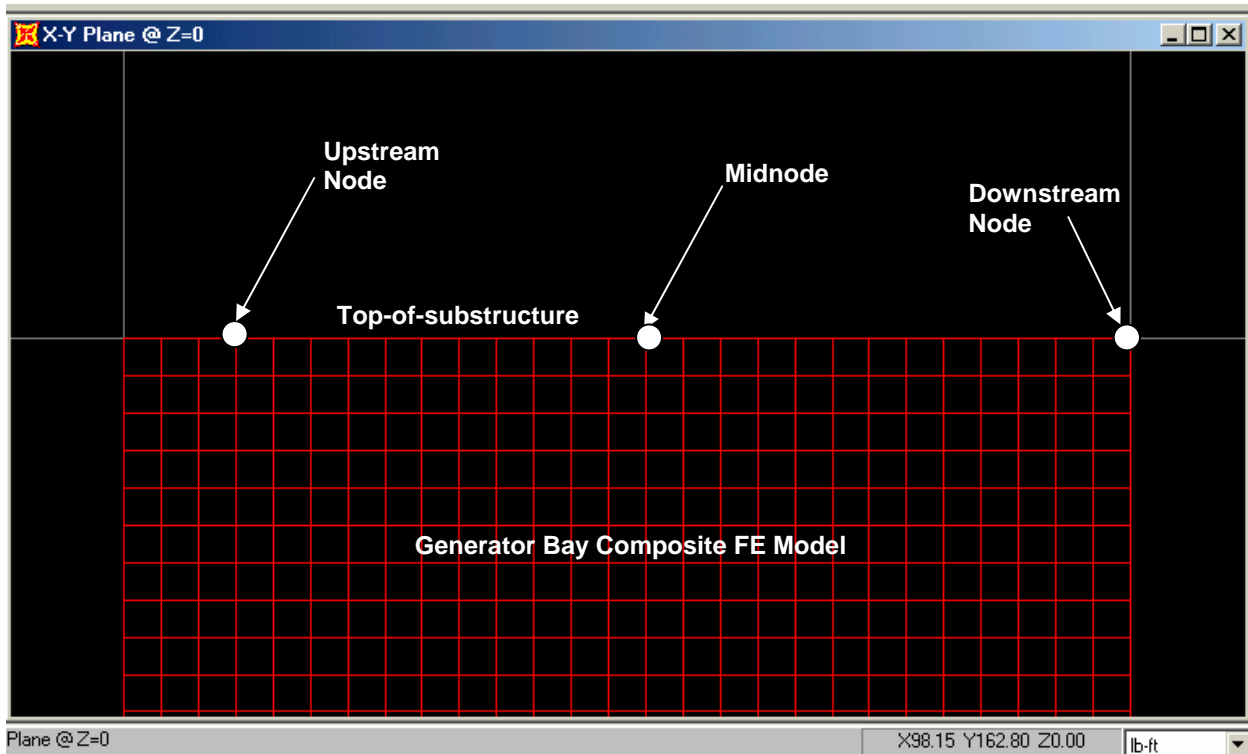 X-Y Plane @ Z=0
Upstream
Node
Midnode
Downstream
Node
Top-of-substructure
Generator Bay Composite FE Model
Plane @ Z=0
X98.15 Y162.80 Z0.00
lb-ft